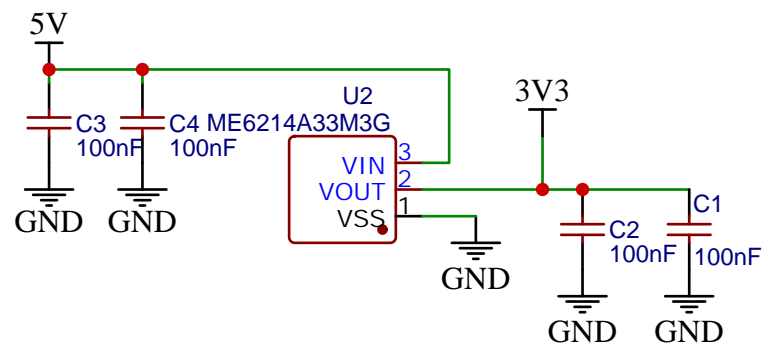 5V
U2
3V3
C3
100nF
C4
100nF
ME6214A33M3G
VIN
3
VOUT
2
VSS
1
GND
GND
GND
C2
100nF
C1
100nF
GND
GND